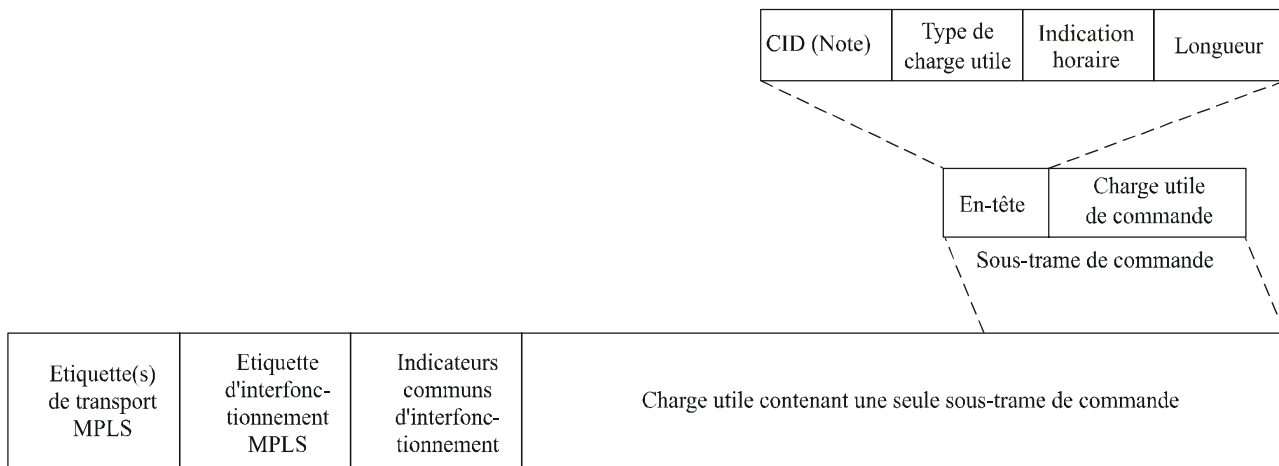 CID (Note)
Type de
charge utile
Indication
horaire
Longueur
En-tête
Charge utile
de commande
Sous-trame de commande
Etiquette(s)
de transport
MPLS
Etiquette
d'interfonc-
tionnement
MPLS
Indicateurs
communs
d'interfonc-
tionnement
Charge utile contenant une seule sous-trame de commande